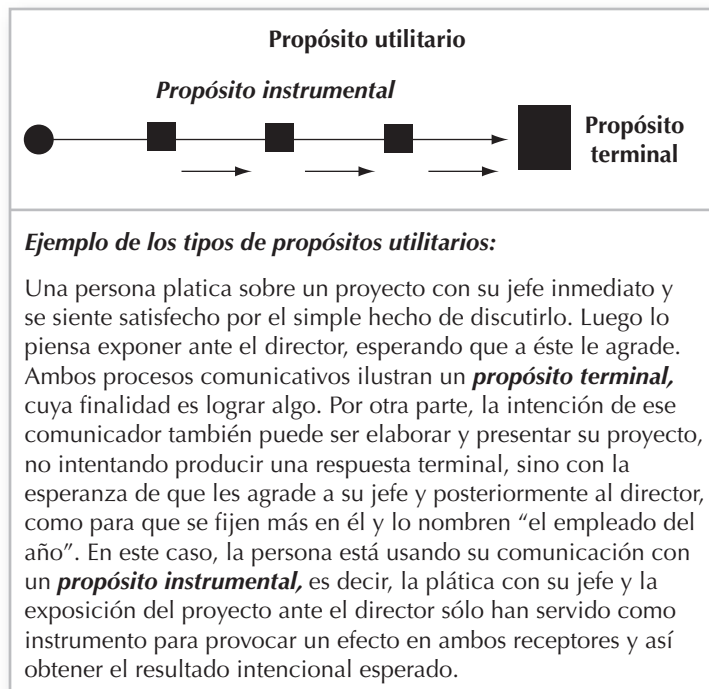 Propósito utilitario
Propósito instrumental
Propósito
terminal
Ejemplo de los tipos de propósitos utilitarios:
Una persona platica sobre un proyecto con su jefe inmediato y
se siente satisfecho por el simple hecho de discutirlo. Luego lo
piensa exponer ante el director, esperando que a éste le agrade.
Ambos procesos comunicativos ilustran un propósito terminal,
cuya finalidad es lograr algo. Por otra parte, la intención de ese
comunicador también puede ser elaborar y presentar su proyecto,
no intentando producir una respuesta terminal, sino con la
esperanza de que les agrade a su jefe y posteriormente al director,
como para que se fijen más en él y lo nombren “el empleado del
año”. En este caso, la persona está usando su comunicación con
un propósito instrumental, es decir, la plática con su jefe y la
exposición del proyecto ante el director sólo han servido como
instrumento para provocar un efecto en ambos receptores y así
obtener el resultado intencional esperado.